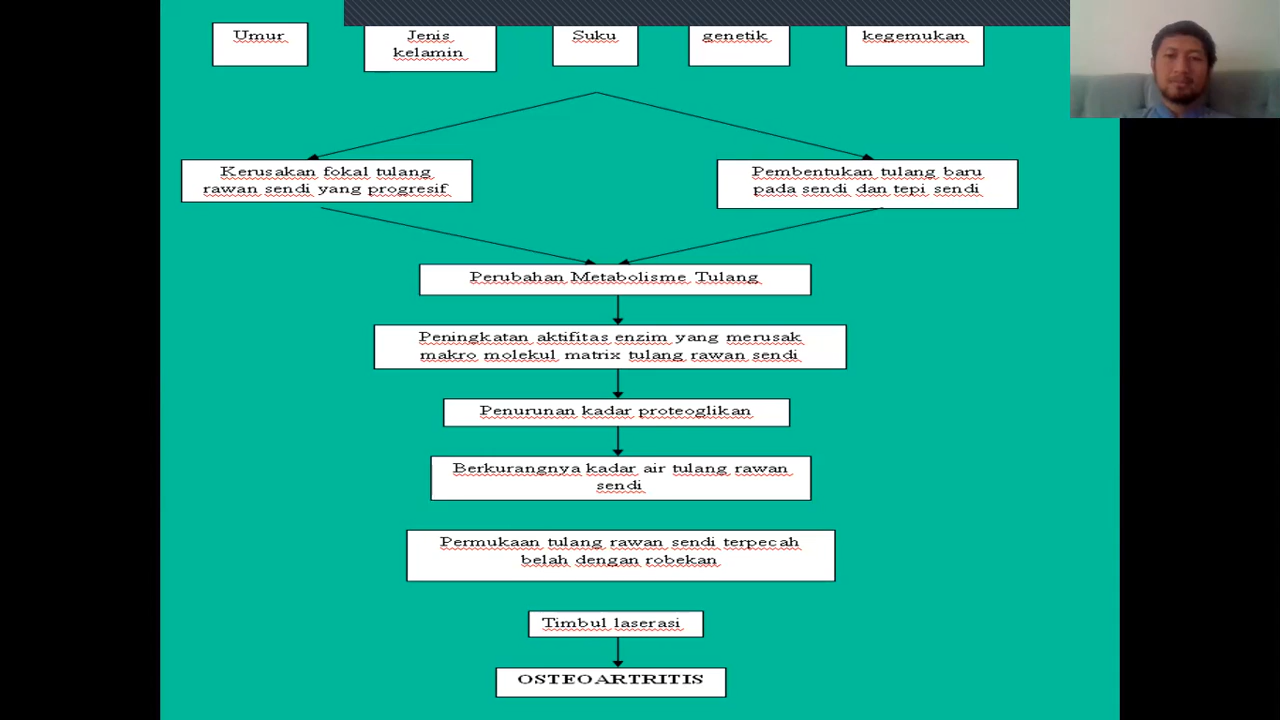 Umur
Jenis
kelamin
Suku
genetik
kegemukan
Kerusakan fokal tulang
rawan sendi yang progresif
Pembentukan tulang baru
pada sendi dan tepi sendi
Perubahan Metabolisme Tulang
Peningkatan aktifitas enzim yang merusak
makro molekul matrix tulang rawan sendi
Penurunan kadar proteoglikan
Berkurangnya kadar air tulang rawan
sendi
Permukaan tulang rawan sendi terpecah
belah dengan robekan
Timbul laserasi
OSTEOARTRITIS